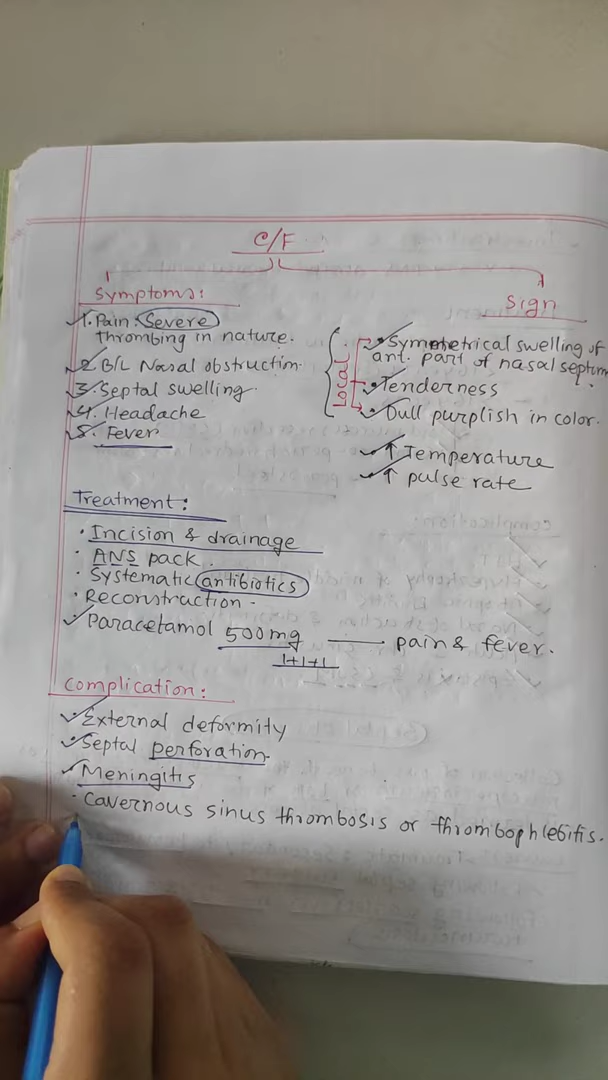 C/F
Symptoms:
1. Pain: Severe
thrombing in nature.
2. B/L Nasal obstruction.
3. Septal swelling.
4. Headache
5. Fever
Sign
Local
Symmetrical swelling of
ant. part of nasal septum.
Tenderness
Dull purplish in color.
↑ Temperature
↑ pulse rate
Treatment:
• Incision & drainage
• ANS pack.
• Systematic antibiotics
• Reconstruction.
Paracetamol 500mg —— pain & fever.
1+1+1
Complication:
External deformity
Septal perforation.
Meningitis
• Cavernous sinus thrombosis or thrombophlebitis.